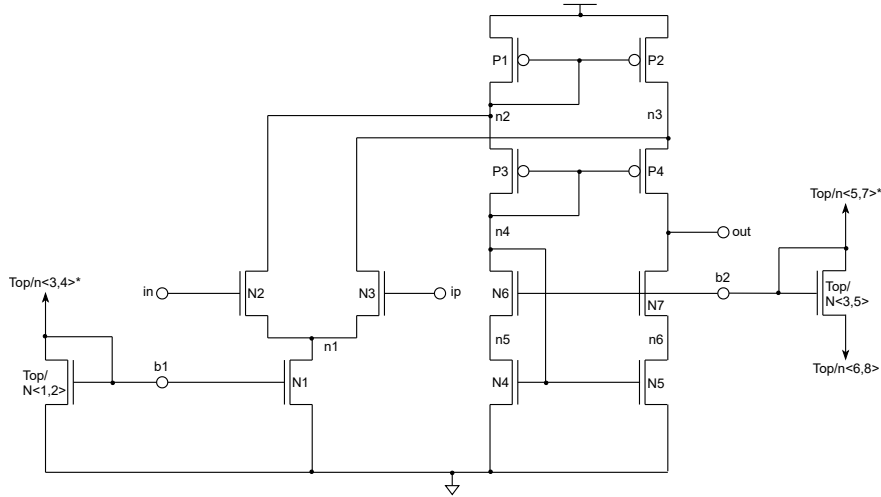 P1
P2
n2
n3
P3
P4
n4
out
Top/n<5,7>*
Top/n<3,4>*
in
N2
N3
ip
N6
N7
b2
Top/
N<3,5>
n1
n5
n6
Top/n<6,8>
Top/
N<1,2>
b1
N1
N4
N5